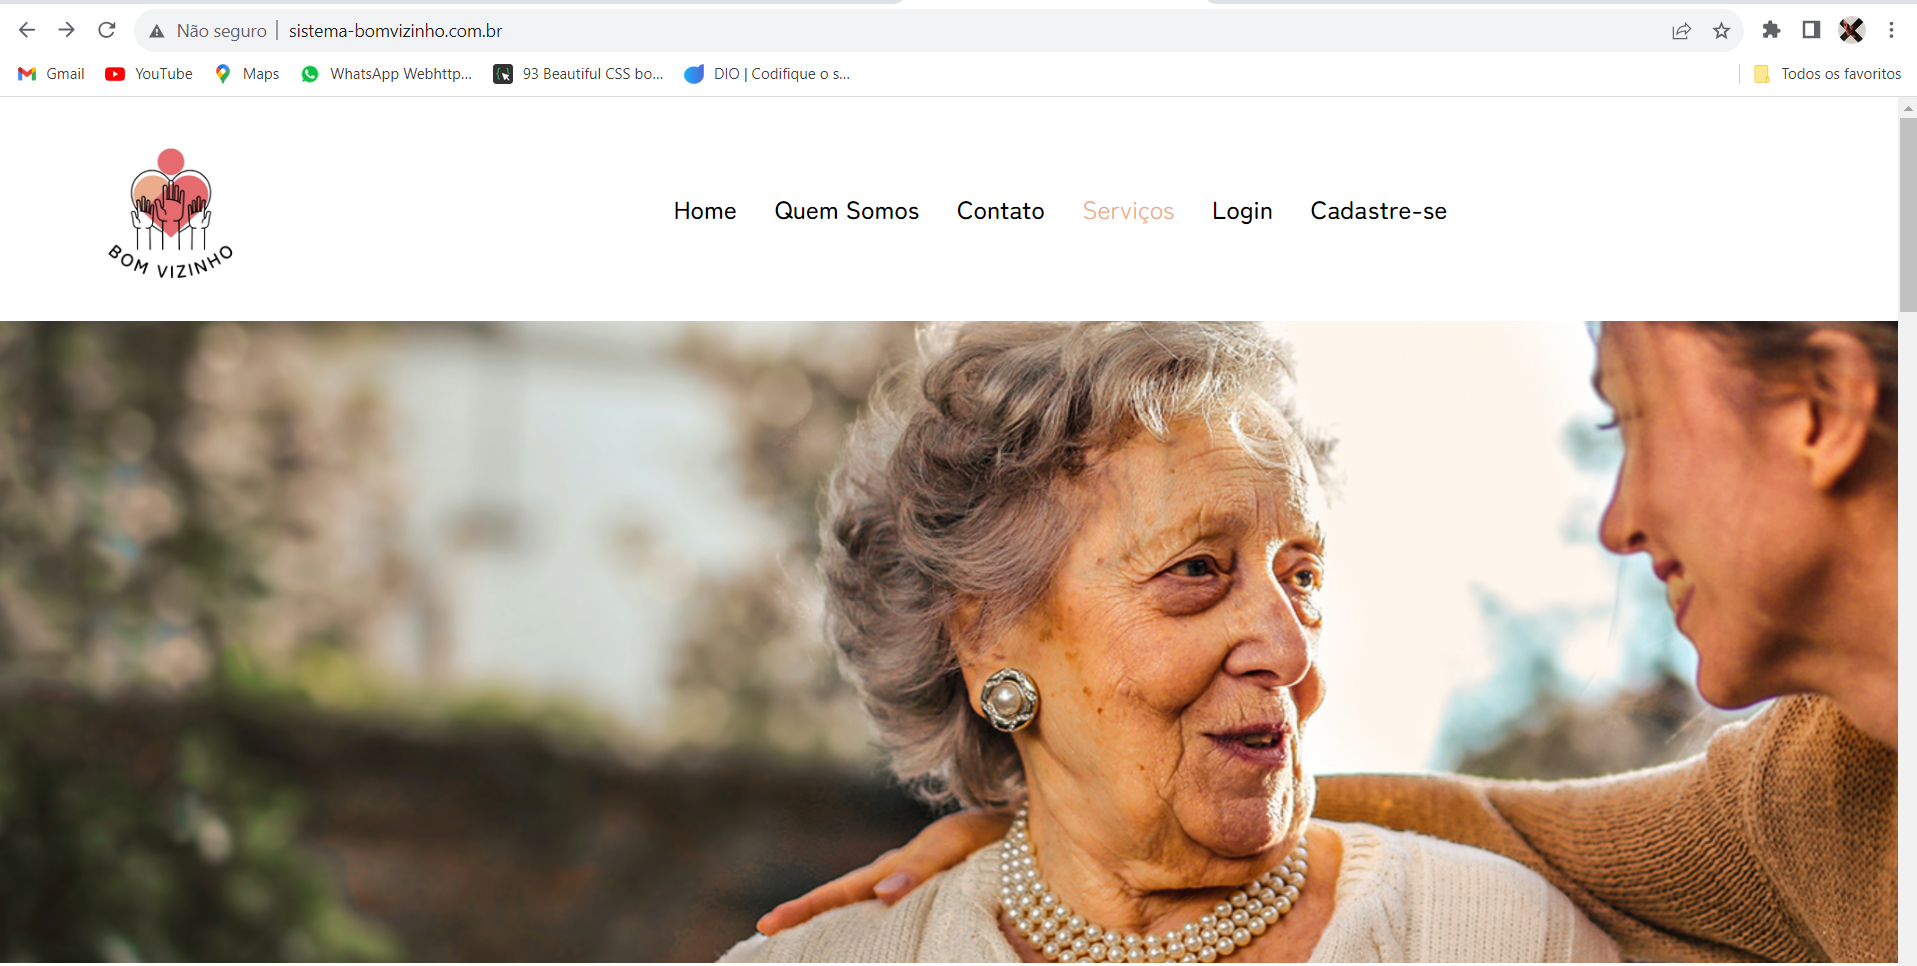 Não seguro | sistema-bomvizinho.com.br
Gmail YouTube Maps WhatsApp Webhttp... 93 Beautiful CSS bo... DIO | Codifique o s... Todos os favoritos
BOM VIZINHO
Home Quem Somos Contato Serviços Login Cadastre-se